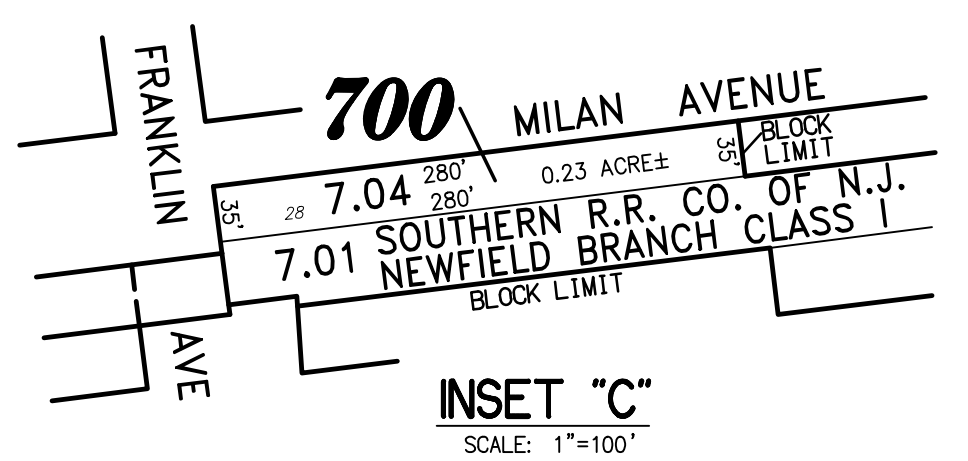 FRANKLIN
AVE
700
MILAN AVENUE
BLOCK
LIMIT
35'
280'
0.23 ACRE±
35'
28
7.04
280'
7.01
SOUTHERN R.R. CO. OF N.J.
NEWFIELD BRANCH CLASS I
BLOCK LIMIT
INSET "C"
SCALE: 1"=100'